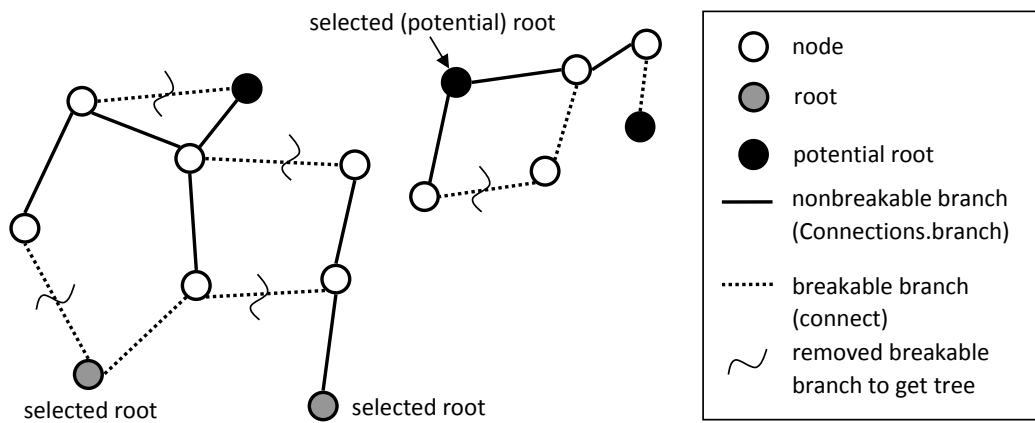 selected (potential) root
selected root
selected root
node
root
potential root
nonbreakable branch
(Connections.branch)
breakable branch
(connect)
removed breakable
branch to get tree